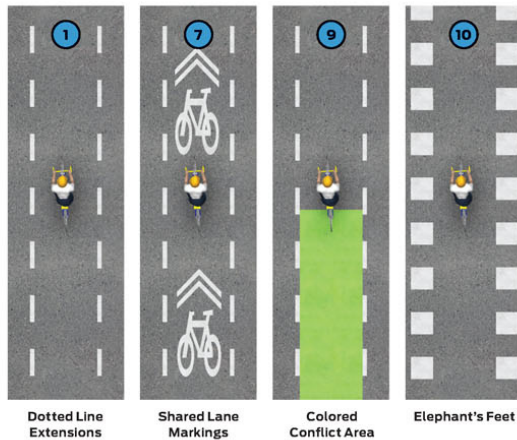 1
7
9
10
Dotted Line
Extensions
Shared Lane
Markings
Colored
Conflict Area
Elephant's Feet